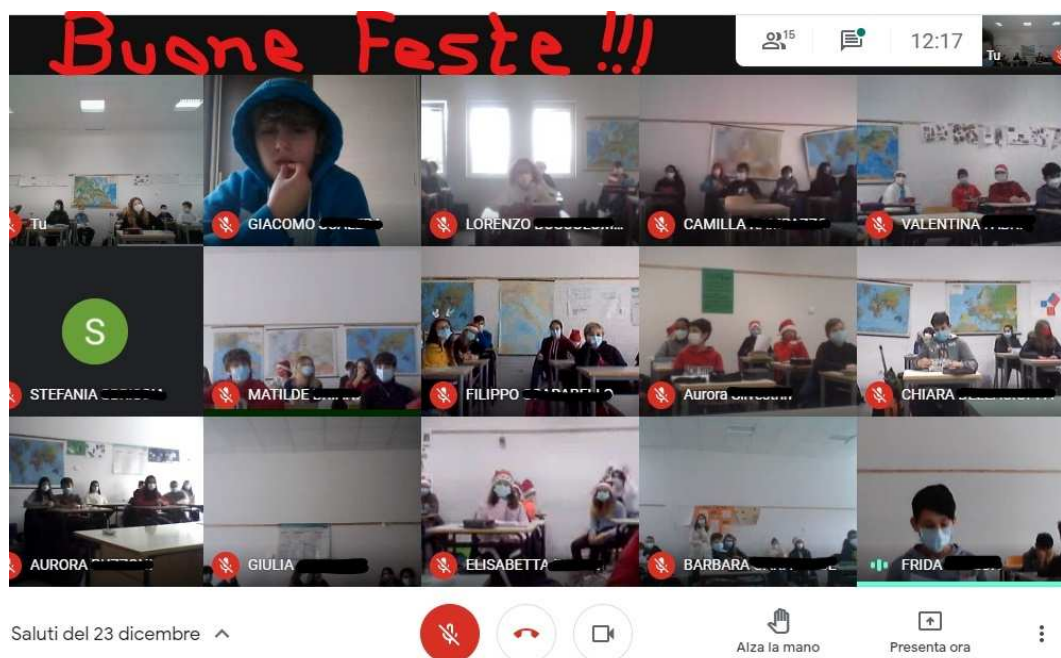 Buone Feste !!!
15
12:17
Tu
Tu
GIACOMO
LORENZO
CAMILLA
VALENTINA
STEFANIA
S
MATILDE
FILIPPO
Aurora
CHIARA
AURORA
GIULIA
ELISABETTA
BARBARA
FRIDA
Saluti del 23 dicembre
Alza la mano
Presenta ora